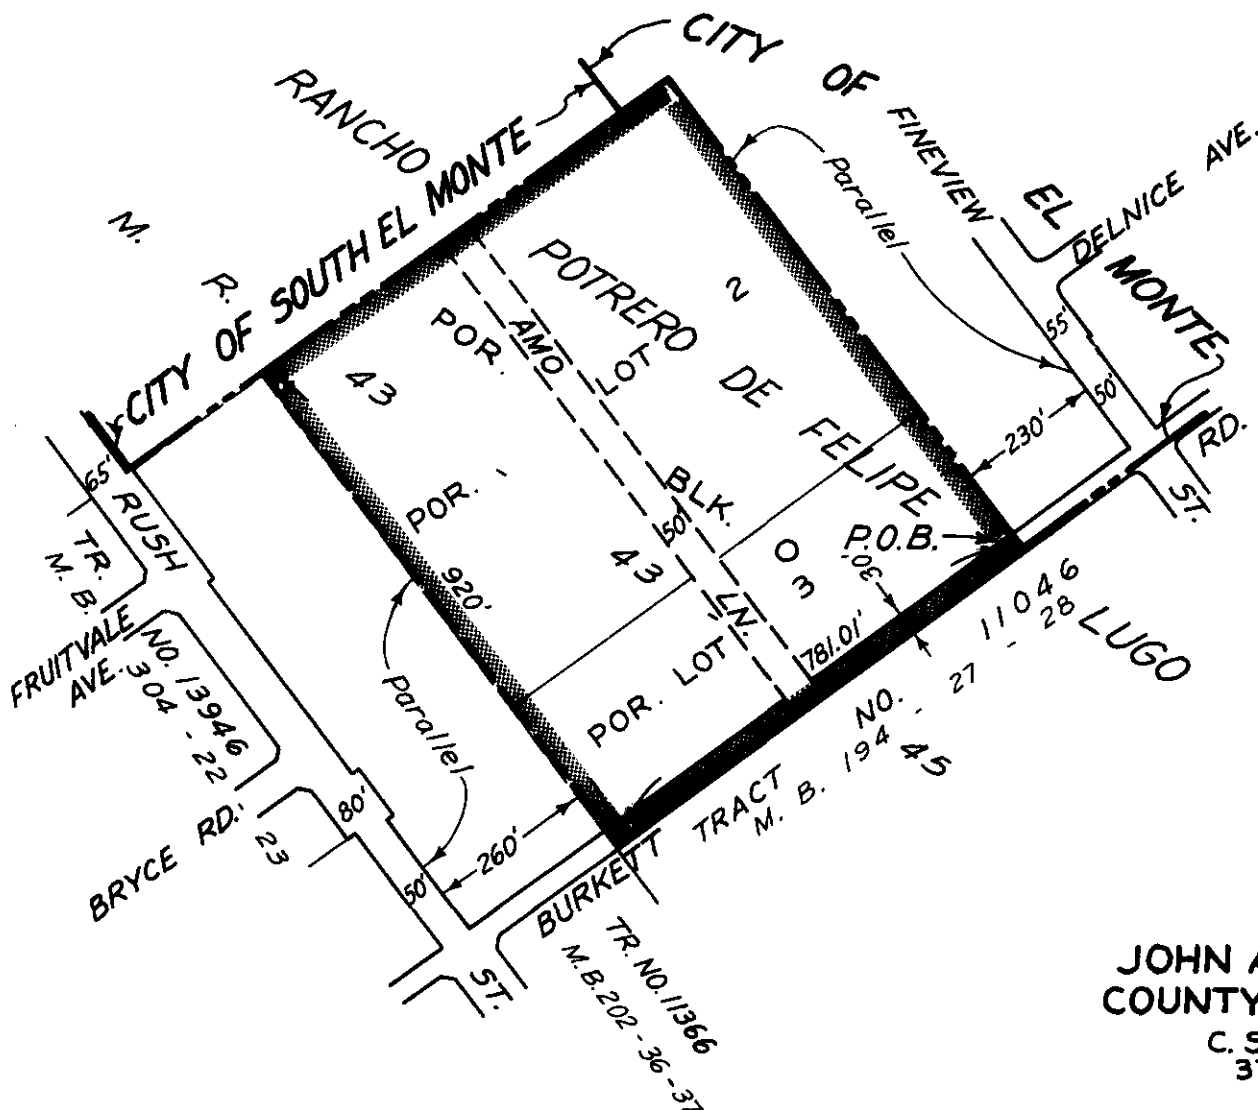 CITY OF
EL
MONTE
RANCHO
CITY OF SOUTH EL MONTE
M. R.
FINEVIEW
DELNICE AVE.
Parallel
POTRERO
DE
FELIPE
LUGO
2
AMO
LOT
POR.
43
55'
50'
230'
RD.
ST.
65'
RUSH
BLK.
POR.
43
50'
P.O.B.
30'
3
LN.
920'
781.01'
TR. NO. 13946
M. B. 304 - 22
23
FRUITVALE
AVE.
Parallel
POR. LOT
TRACT NO. 11046
M. B. 194 - 27 - 28
45
80'
BRYCE RD.
260'
50'
BURKETT
ST.
TR. NO. 11366
M.B. 202 - 36 - 37
JOHN A
COUNTY
C. S
37